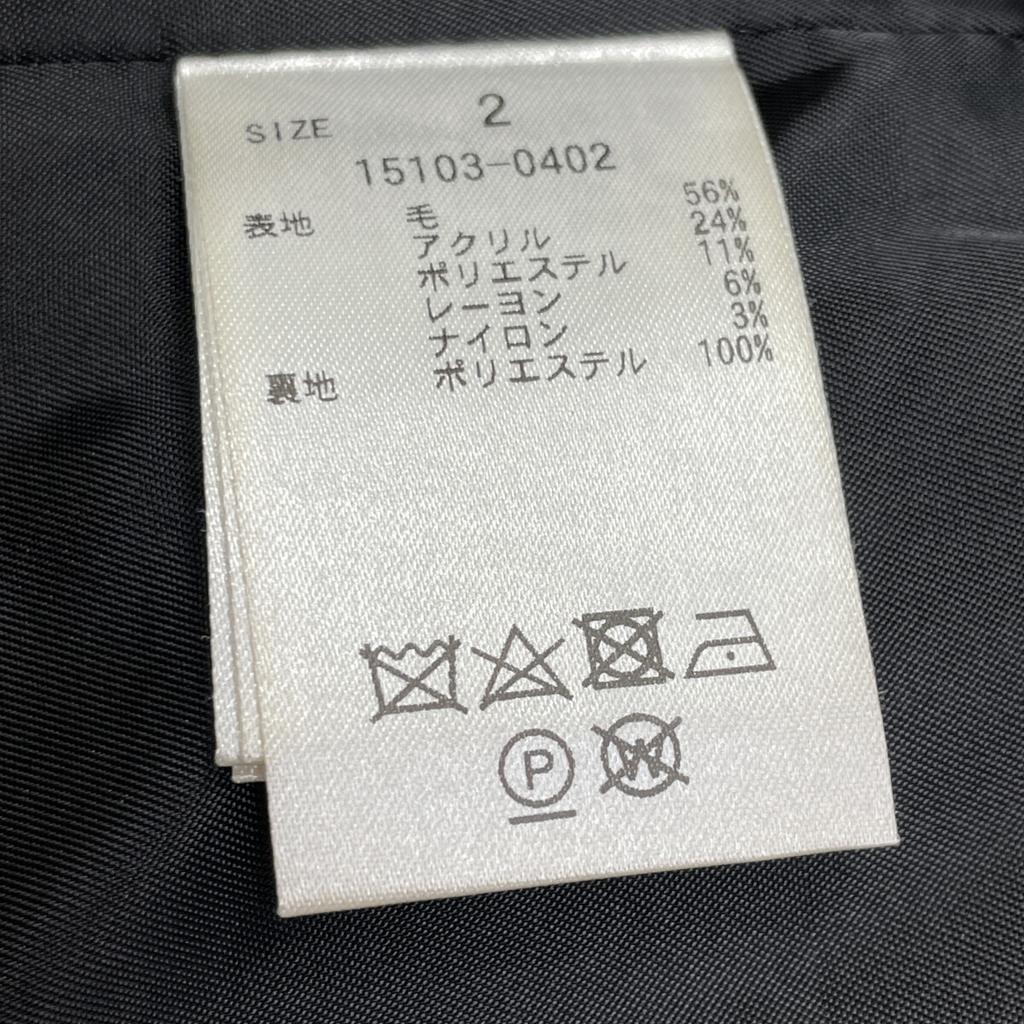 SIZE 2
15103-0402
表地 毛 56%
アクリル 24%
ポリエステル 11%
レーヨン 6%
ナイロン 3%
裏地 ポリエステル 100%
P W